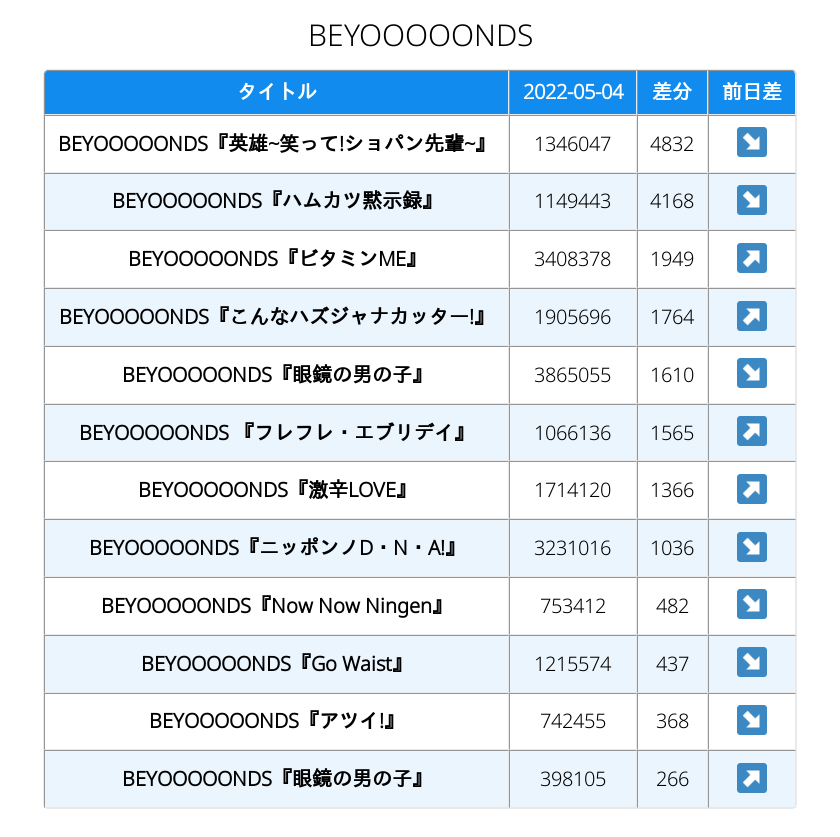 BEYOOOOONDS
タイトル 2022-05-04 差分 前日差
BEYOOOOONDS『英雄~笑って!ショパン先輩~』 1346047 4832 ↘
BEYOOOOONDS『ハムカツ黙示録』 1149443 4168 ↘
BEYOOOOONDS『ビタミンME』 3408378 1949 ↗
BEYOOOOONDS『こんなハズジャナカッター!』 1905696 1764 ↗
BEYOOOOONDS『眼鏡の男の子』 3865055 1610 ↘
BEYOOOOONDS 『フレフレ・エブリデイ』 1066136 1565 ↗
BEYOOOOONDS『激辛LOVE』 1714120 1366 ↗
BEYOOOOONDS『ニッポンノD・N・A!』 3231016 1036 ↘
BEYOOOOONDS『Now Now Ningen』 753412 482 ↘
BEYOOOOONDS『Go Waist』 1215574 437 ↘
BEYOOOOONDS『アツイ!』 742455 368 ↘
BEYOOOOONDS『眼鏡の男の子』 398105 266 ↗